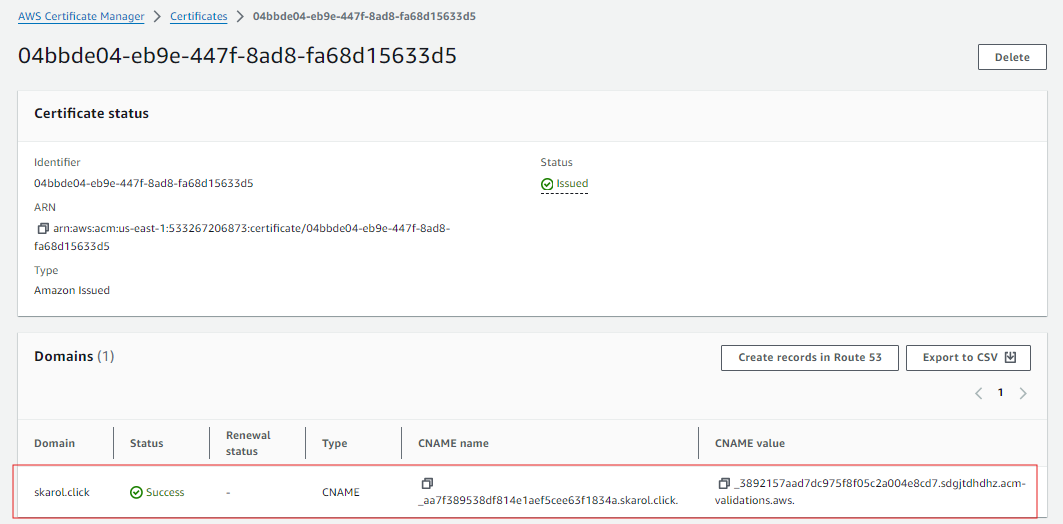 AWS Certificate Manager > Certificates > 04bbde04-eb9e-447f-8ad8-fa68d15633d5
04bbde04-eb9e-447f-8ad8-fa68d15633d5
Delete
Certificate status
Identifier
04bbde04-eb9e-447f-8ad8-fa68d15633d5
Status
Issued
ARN
arn:aws:acm:us-east-1:533267206873:certificate/04bbde04-eb9e-447f-8ad8-
fa68d15633d5
Type
Amazon Issued
Domains (1)
Create records in Route 53
Export to CSV
1
Domain
Status
Renewal
status
Type
CNAME name
CNAME value
skarol.click
Success
-
CNAME
_aa7f389538df814e1aef5cee63f1834a.skarol.click.
_3892157aad7dc975f8f05c2a004e8cd7.sdgjtdhdhz.acm-
validations.aws.